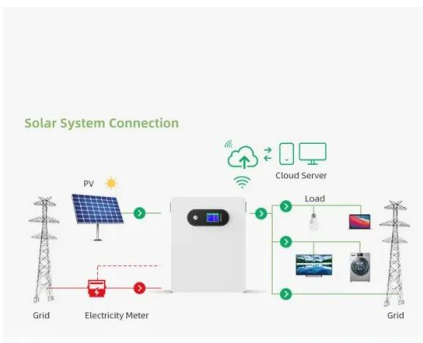 Solar System Connection
Cloud Server
PV
Load
Grid
Electricity Meter
Grid